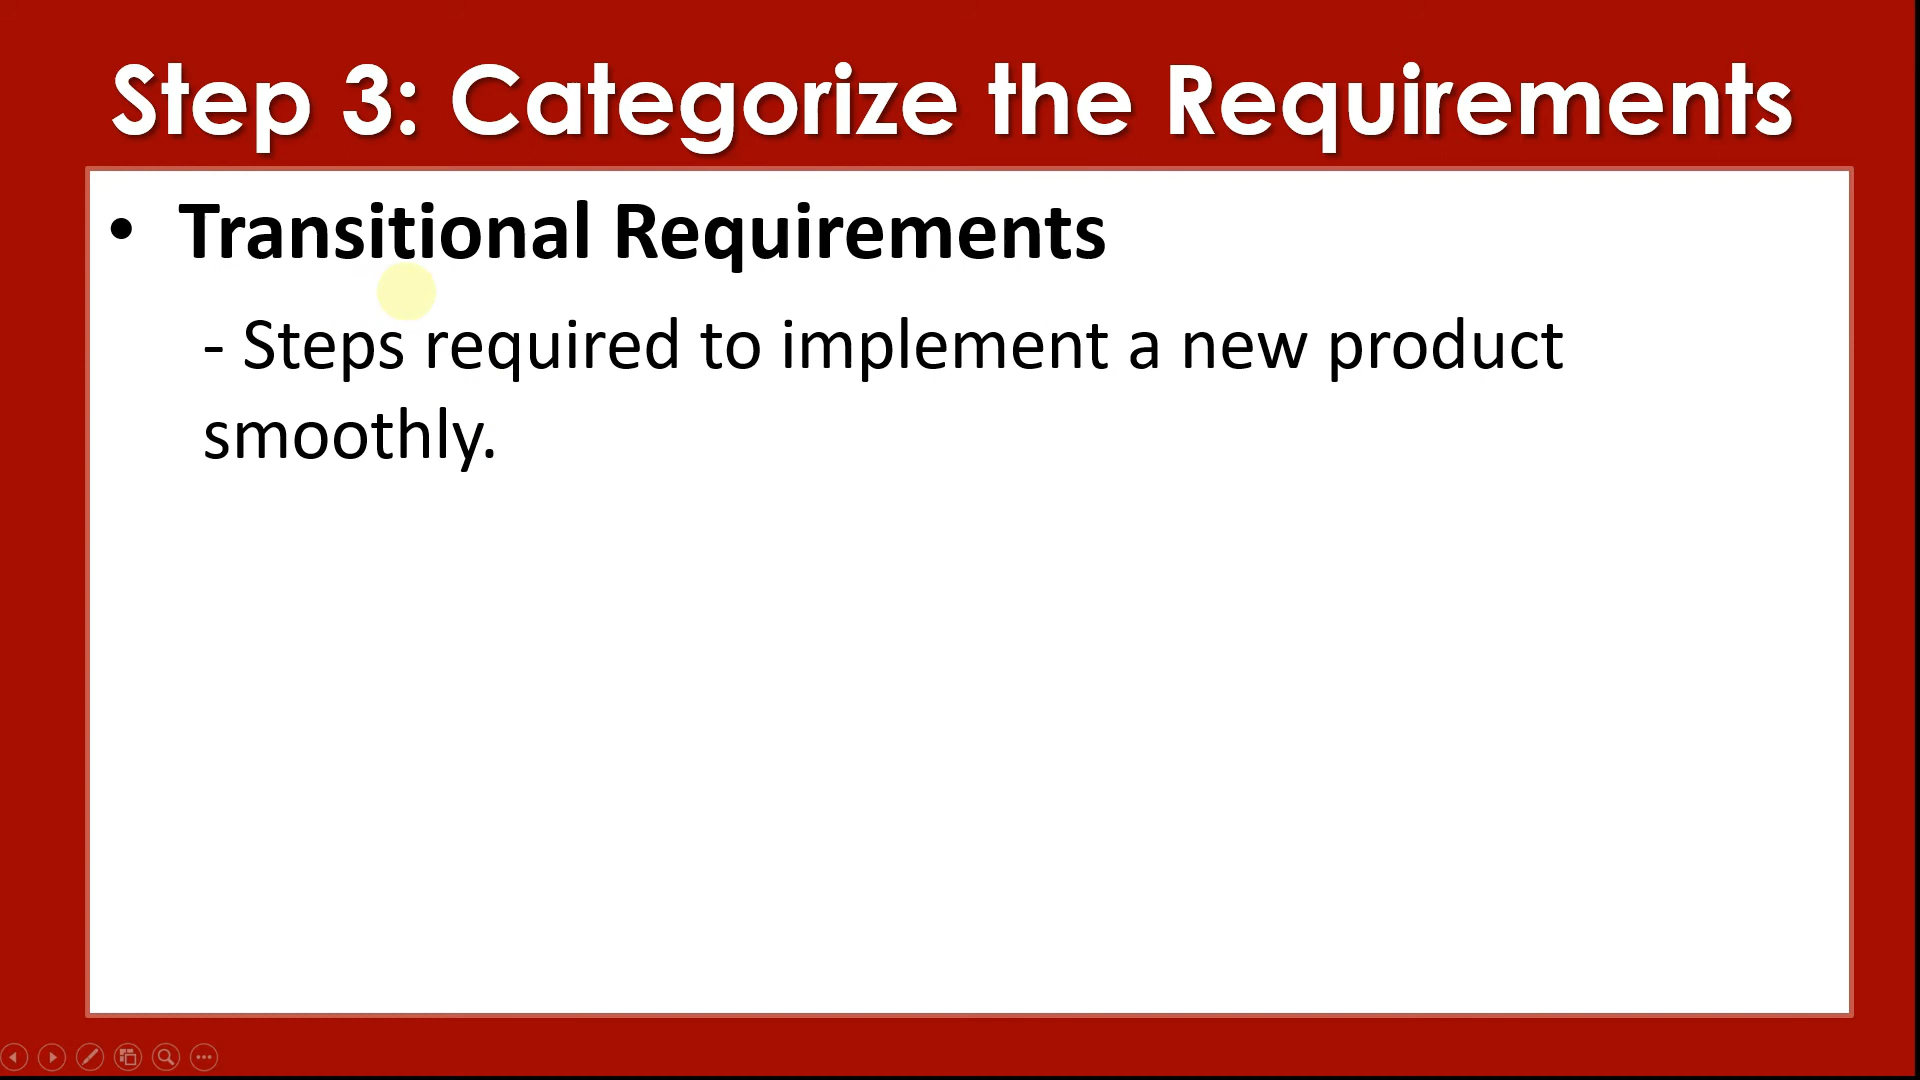 Step 3: Categorize the Requirements
• Transitional Requirements
- Steps required to implement a new product
smoothly.